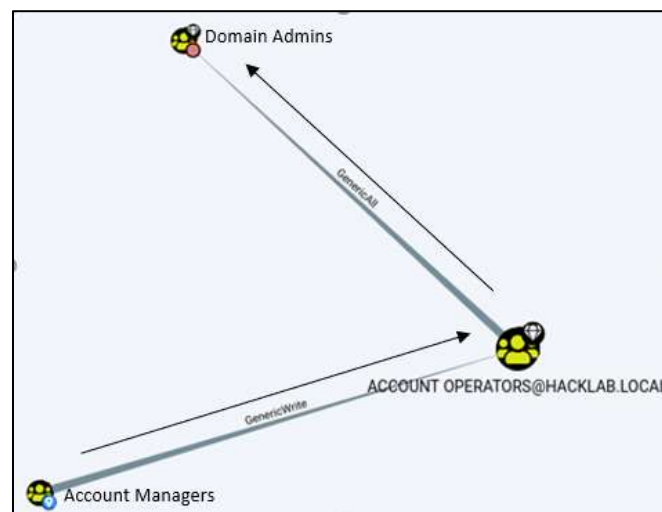 Domain Admins
GenericAll
ACCOUNT OPERATORS@HACKLAB.LOCAL
GenericWrite
Account Managers